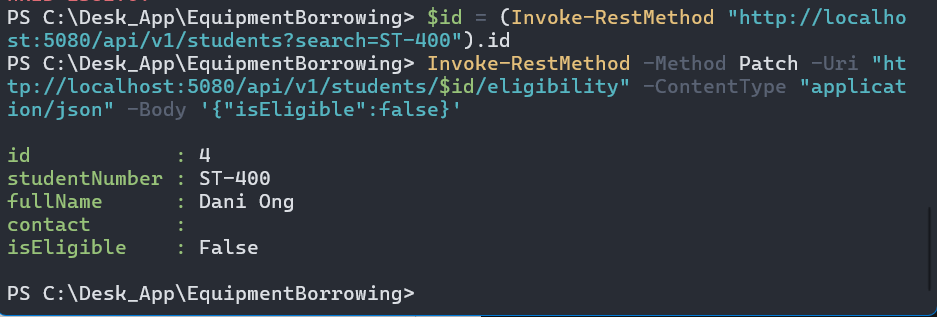 PS C:\Desk_App\EquipmentBorrowing> $id = (Invoke-RestMethod "http://localho
st:5080/api/v1/students?search=ST-400").id
PS C:\Desk_App\EquipmentBorrowing> Invoke-RestMethod -Method Patch -Uri "ht
tp://localhost:5080/api/v1/students/$id/eligibility" -ContentType "applicat
ion/json" -Body '{"isEligible":false}'
id            : 4
studentNumber : ST-400
fullName      : Dani Ong
contact       :
isEligible    : False
PS C:\Desk_App\EquipmentBorrowing>